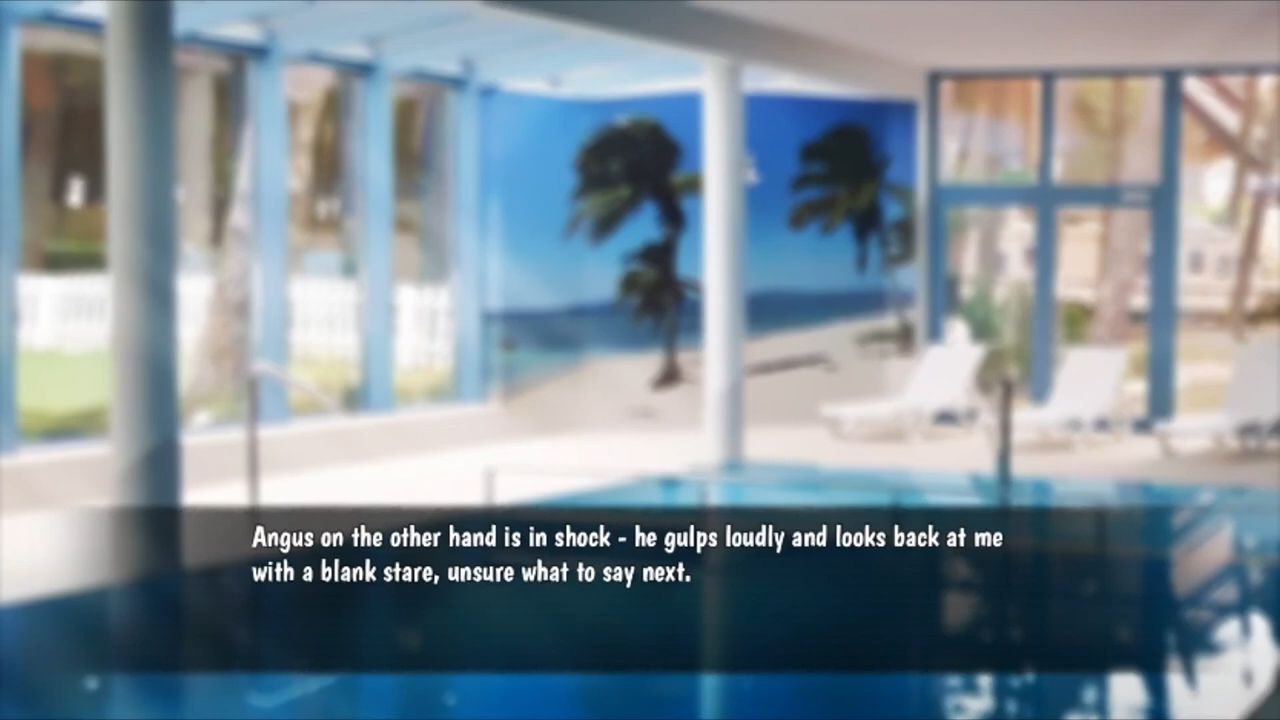 Angus on the other hand is in shock - he gulps loudly and looks back at me
with a blank stare, unsure what to say next.